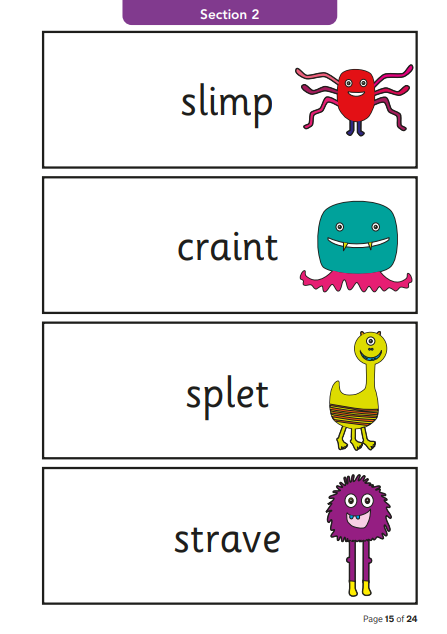 Section 2
slimp
craint
splet
strave
Page 15 of 24